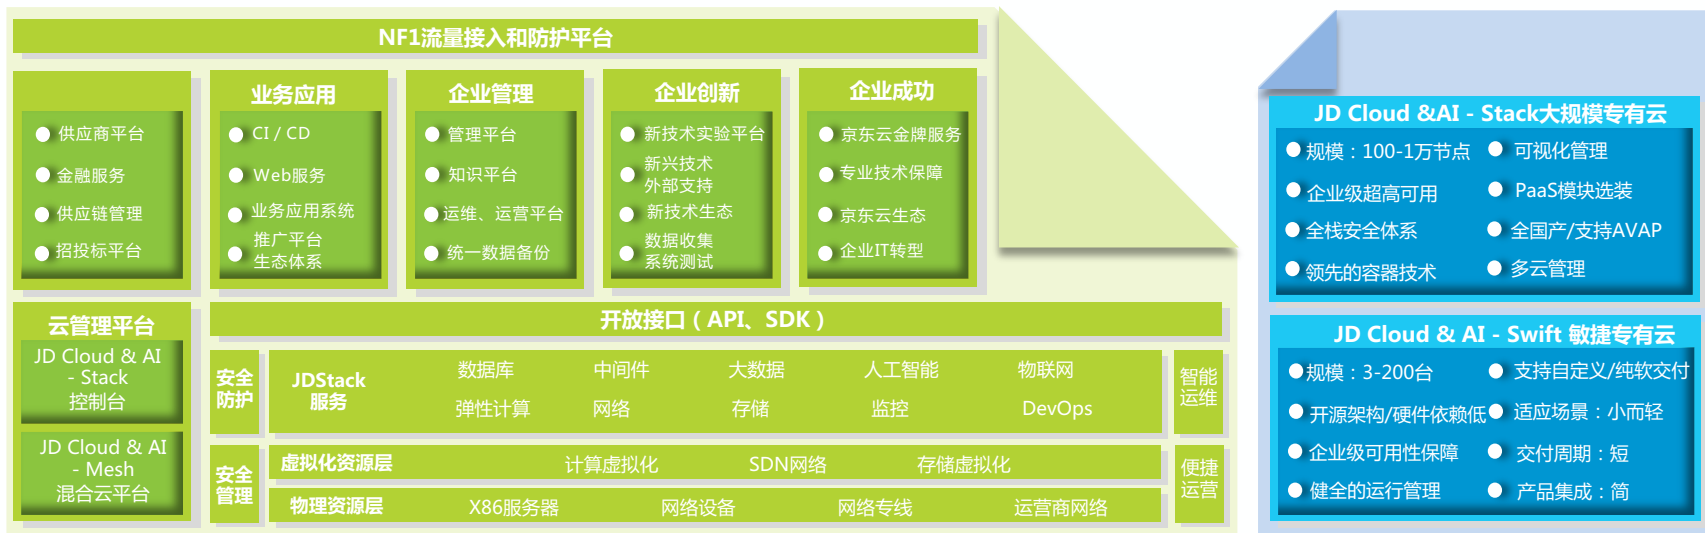 NF1流量接入和防护平台
供应商平台
金融服务
供应链管理
招投标平台
业务应用
CI / CD
Web服务
业务应用系统
推广平台
生态体系
企业管理
管理平台
知识平台
运维、运营平台
统一数据备份
企业创新
新技术实验平台
新兴技术
外部支持
新技术生态
数据收集
系统测试
企业成功
京东云金牌服务
专业技术保障
京东云生态
企业IT转型
云管理平台
JD Cloud & AI
- Stack
控制台
JD Cloud & AI
- Mesh
混合云平台
开放接口（API、SDK）
安全
防护
JDStack
服务
数据库 中间件 大数据 人工智能 物联网
弹性计算 网络 存储 监控 DevOps
智能
运维
安全
管理
虚拟化资源层 计算虚拟化 SDN网络 存储虚拟化
物理资源层 X86服务器 网络设备 网络专线 运营商网络
便捷
运营
JD Cloud &AI - Stack大规模专有云
规模：100-1万节点 可视化管理
企业级超高可用 PaaS模块选装
全栈安全体系 全国产/支持AVAP
领先的容器技术 多云管理
JD Cloud & AI - Swift 敏捷专有云
规模：3-200台 支持自定义/纯软交付
开源架构/硬件依赖低 适应场景：小而轻
企业级可用性保障 交付周期：短
健全的运行管理 产品集成：简